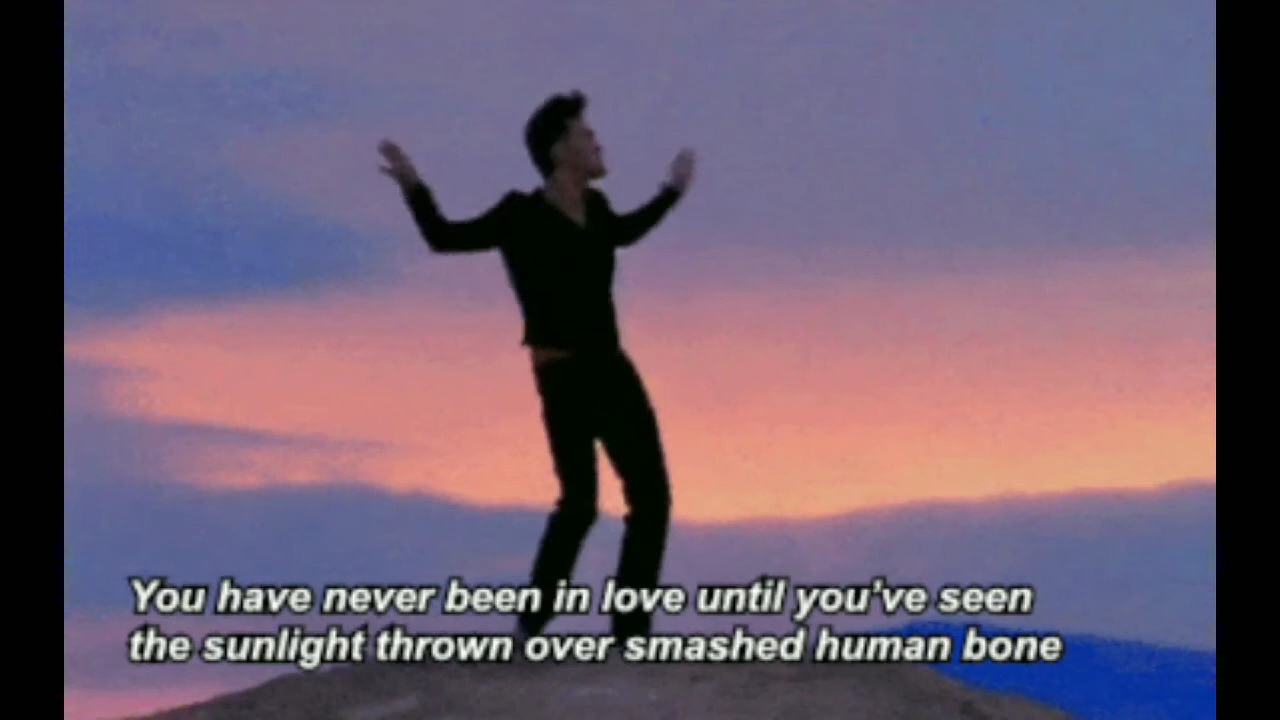 You have never been in love until you've seen
the sunlight thrown over smashed human bone